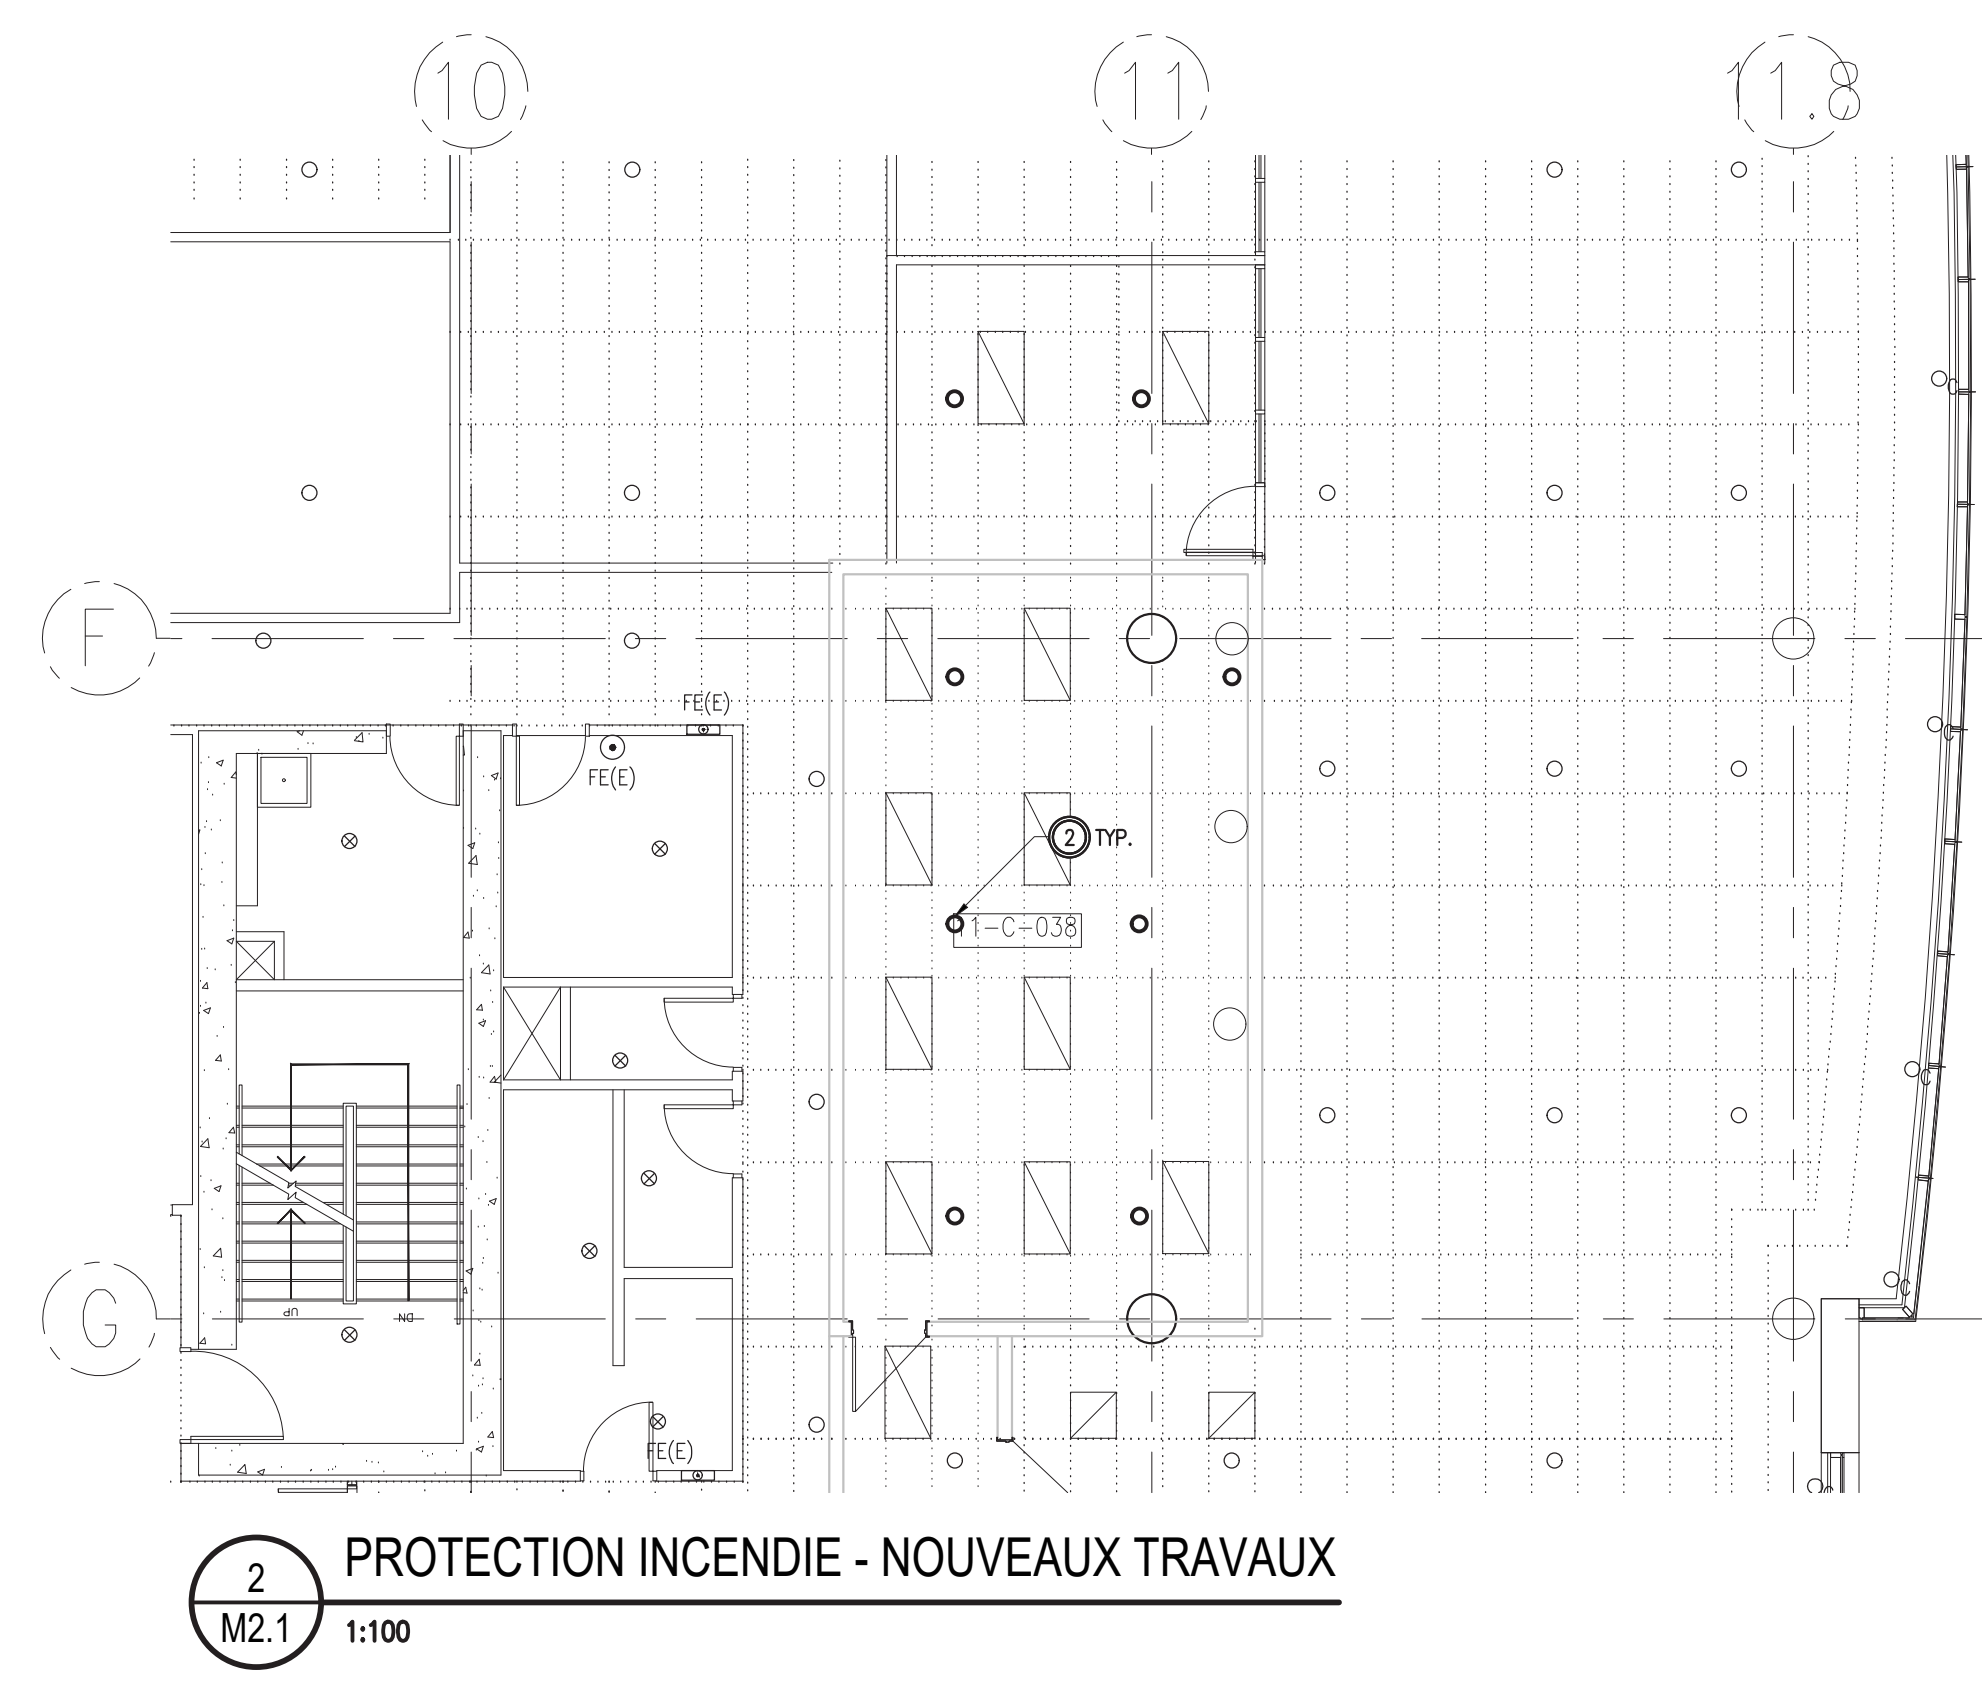 10
11
11.8
F
FE(E)
FE(E)
2 TYP.
11-C-038
UP
DN
G
FE(E)
C
C
C
C
C
2
M2.1
PROTECTION INCENDIE - NOUVEAUX TRAVAUX
1:100